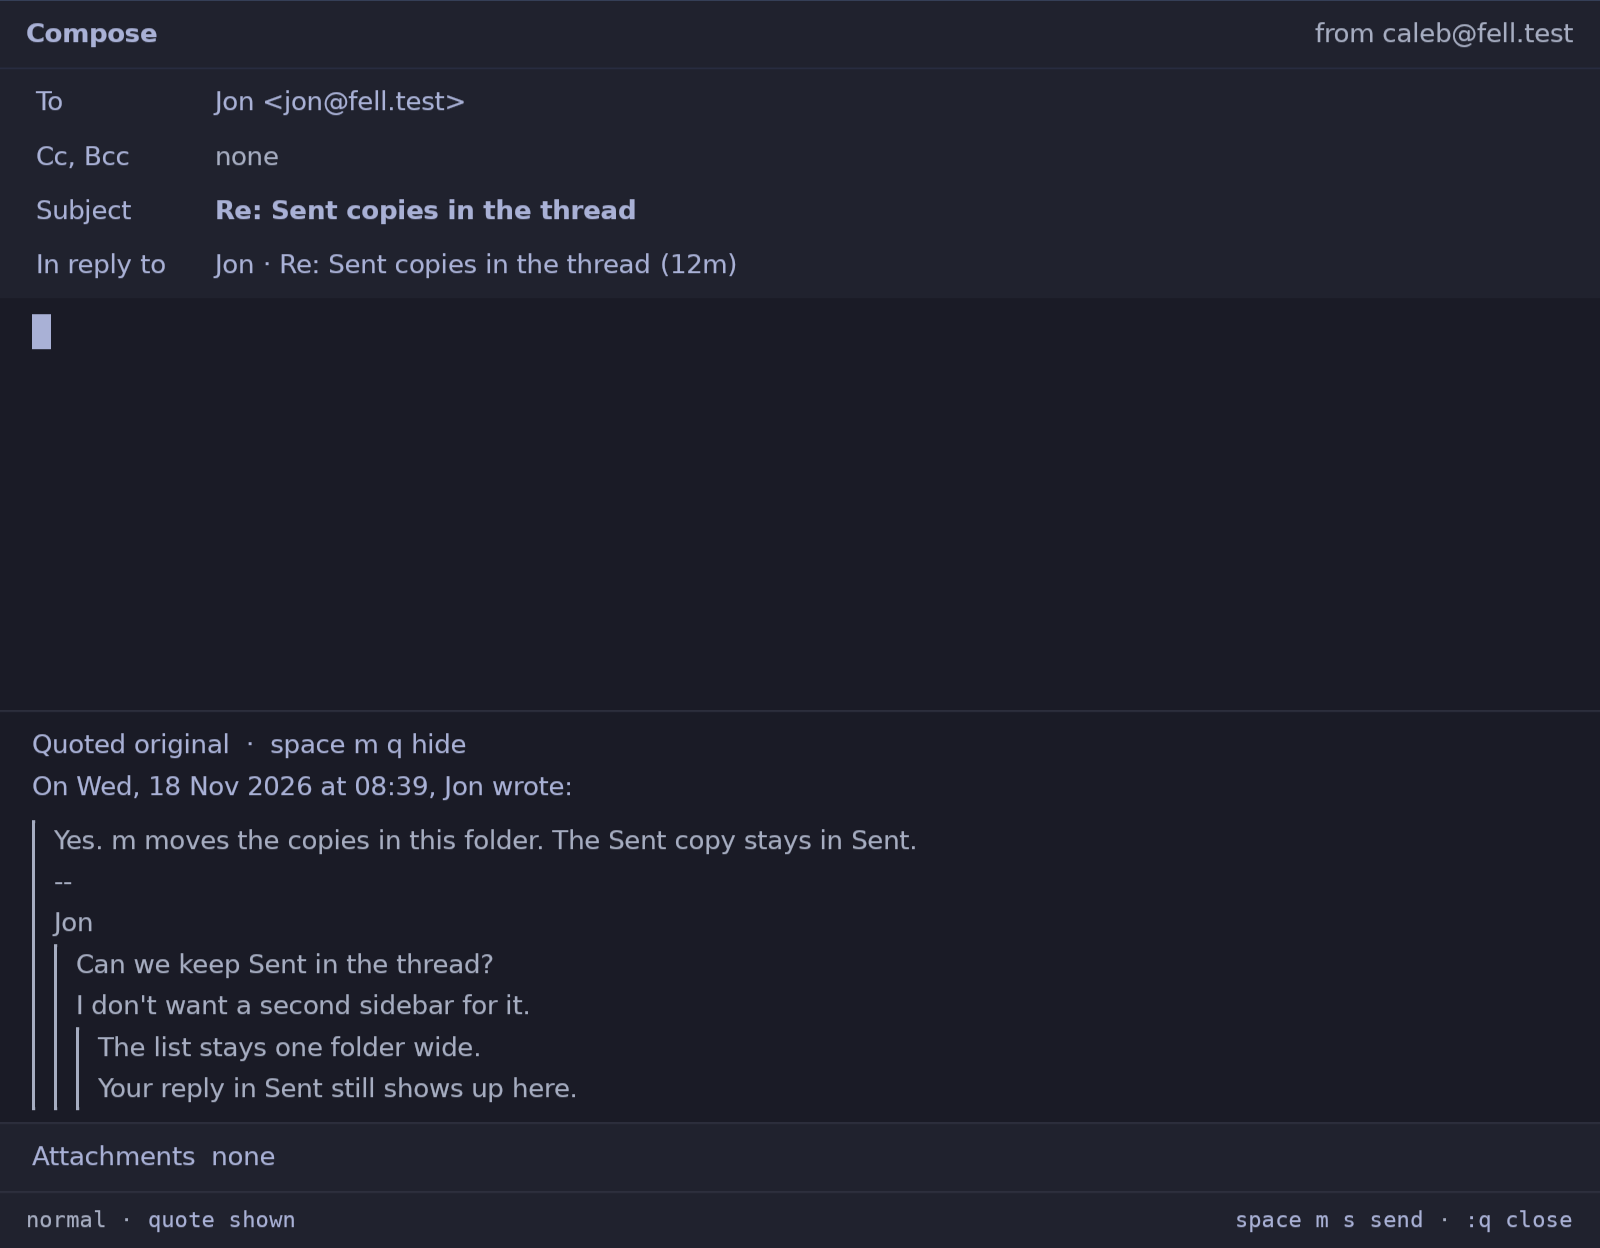 Compose from caleb@fell.test
To Jon <jon@fell.test>
Cc, Bcc none
Subject Re: Sent copies in the thread
In reply to Jon · Re: Sent copies in the thread (12m)
Quoted original · space m q hide
On Wed, 18 Nov 2026 at 08:39, Jon wrote:
Yes. m moves the copies in this folder. The Sent copy stays in Sent.
--
Jon
Can we keep Sent in the thread?
I don't want a second sidebar for it.
The list stays one folder wide.
Your reply in Sent still shows up here.
Attachments none
normal · quote shown space m s send · :q close